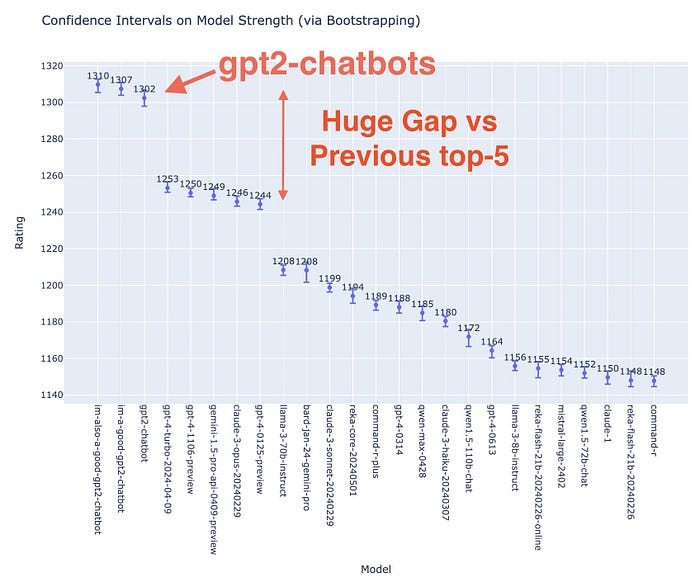 Confidence Intervals on Model Strength (via Bootstrapping)
gpt2-chatbots
Huge Gap vs
Previous top-5
Rating
1320
1300
1280
1260
1240
1220
1200
1180
1160
1140
1310
1307
1302
1253
1250
1249
1246
1244
1208
1208
1199
1194
1189
1188
1185
1180
1172
1164
1156
1155
1154
1152
1150
1148
1148
im-also-a-good-gpt2-chatbot
im-a-good-gpt2-chatbot
gpt2-chatbot
gpt-4-turbo-2024-04-09
gpt-4-1106-preview
gemini-1.5-pro-api-0409-preview
claude-3-opus-20240229
gpt-4-0125-preview
llama-3-70b-instruct
bard-jan-24-gemini-pro
claude-3-sonnet-20240229
reka-core-20240501
command-r-plus
gpt-4-0314
qwen-max-0428
claude-3-haiku-20240307
qwen1.5-110b-chat
gpt-4-0613
llama-3-8b-instruct
reka-flash-21b-20240226-online
mistral-large-2402
qwen1.5-72b-chat
claude-1
reka-flash-21b-20240226
command-r
Model